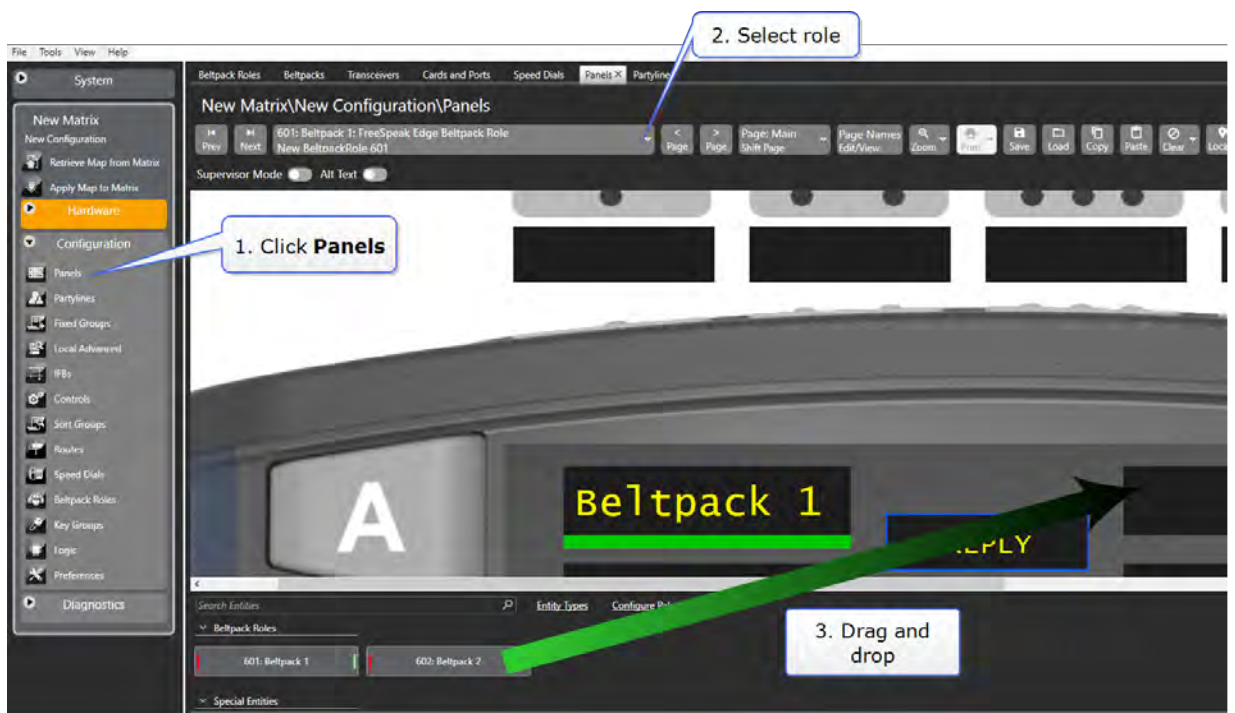 2. Select role
File Tools View Help
System
Beltpack Roles Beltpacks Transceivers Cards and Ports Speed Dials Panels X Partyline
New Matrix\New Configuration\Panels
New Matrix
New Configuration
601: Beltpack 1: FreeSpeak Edge Beltpack Role
New BeltpackRole 601
Prev Next
< Page > Page
Page: Main
Shift Page
Page Names
Edit/View
Zoom Print Save Load Copy Paste Clear
Retrieve Map from Matrix
Supervisor Mode Alt Text
Apply Map to Matrix
Hardware
Configuration
1. Click Panels
Panels
Partylines
Fixed Groups
Local Advanced
IFBs
Controls
Sort Groups
Routes
Speed Dials
Beltpack Roles
Key Groups
Logic
Preferences
Diagnostics
A
Beltpack 1
Search Entities
Entity Types
Configure
Beltpack Roles
601: Beltpack 1
602: Beltpack 2
3. Drag and
drop
Special Entities